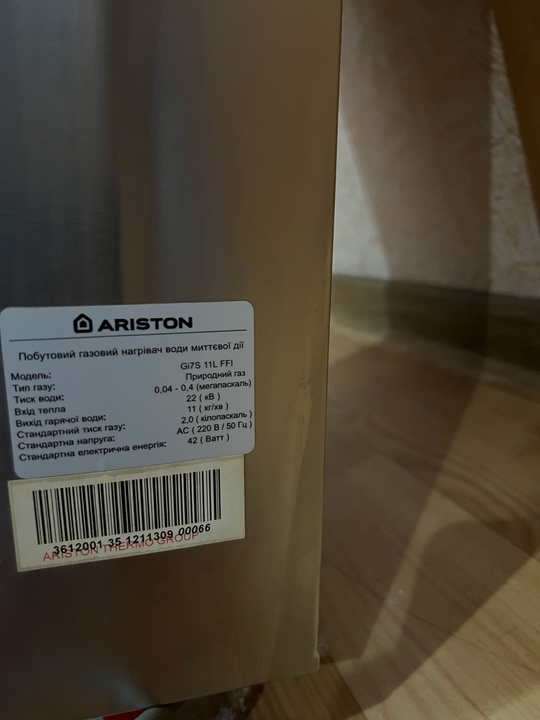 ARISTON
Побутовий газовий нагрівач води миттєвої дії
Модель: Gi7S 11L FFI
Тип газу: Природний газ
Тиск води: 0,04 - 0,4 (мегапаскаль)
Вхід тепла 22 ( кВ )
Вихід гарячої води: 11 ( кг/хв )
Стандартний тиск газу: 2,0 ( кілопаскаль )
Стандартна напруга: AC ( 220 В / 50 Гц )
Стандартна електрична енергія: 42 ( Ватт )
3612001 35 1211309 00066
ARISTON THERMO GROUP